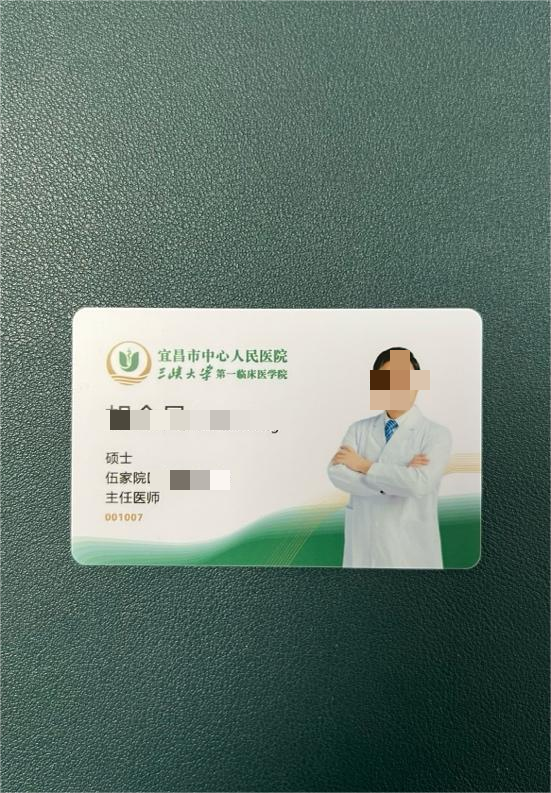 宜昌市中心人民医院
三峡大学第一临床医学院
硕士
伍家院
主任医师
001007